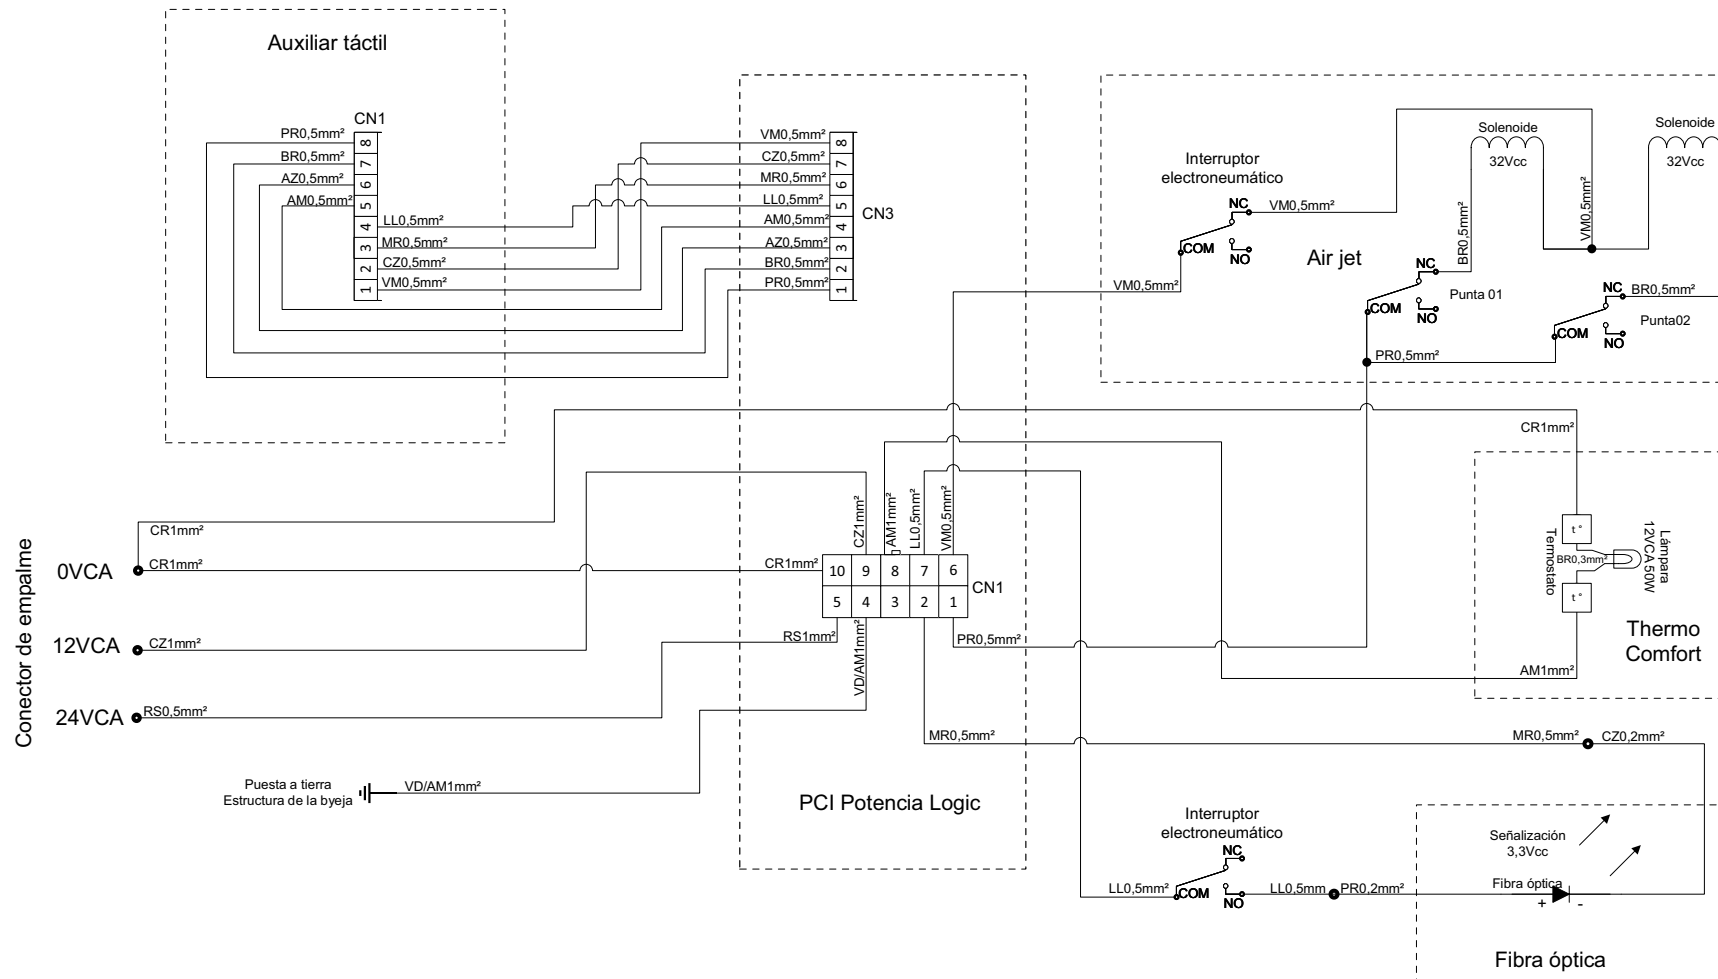 Auxiliar táctil
CN1
PR0,5mm²
BR0,5mm²
AZ0,5mm²
AM0,5mm²
8
7
6
5
4
3
2
1
LL0,5mm²
MR0,5mm²
CZ0,5mm²
VM0,5mm²
VM0,5mm²
CZ0,5mm²
MR0,5mm²
LL0,5mm²
AM0,5mm²
AZ0,5mm²
BR0,5mm²
PR0,5mm²
8
7
6
5
4
3
2
1
CN3
Interruptor
electroneumático
NC
COM
NO
VM0,5mm²
VM0,5mm²
Air jet
Solenoide
32Vcc
Solenoide
32Vcc
BR0,5mm²
VM0,5mm²
NC
COM
NO
Punta 01
NC
COM
NO
BR0,5mm²
Punta02
PR0,5mm²
CR1mm²
Conector de empalme
CR1mm²
0VCA
CR1mm²
12VCA
CZ1mm²
24VCA
RS0,5mm²
CR1mm²
CZ1mm²
AM1mm²
LL0,5mm²
VM0,5mm²
10
9
8
7
6
5
4
3
2
1
CN1
RS1mm²
VD/AM1mm²
PR0,5mm²
MR0,5mm²
t°
t°
Termostato
BR0,3mm²
Lámpara
12VCA 50W
Thermo
Comfort
AM1mm²
MR0,5mm²
CZ0,2mm²
Puesta a tierra
Estructura de la byeja
VD/AM1mm²
PCI Potencia Logic
Interruptor
electroneumático
NC
COM
NO
LL0,5mm²
LL0,5mm
PR0,2mm²
Señalización
3,3Vcc
Fibra óptica
+
-
Fibra óptica